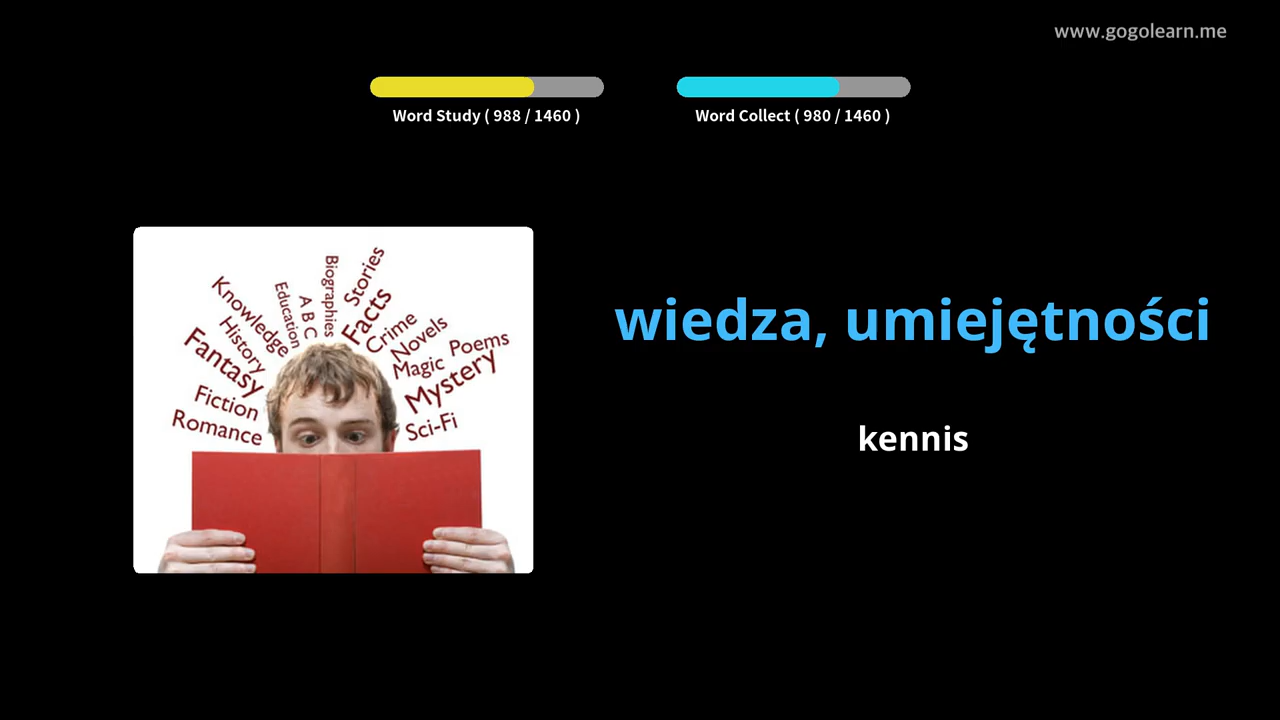 www.gogolearn.me
Word Study ( 988 / 1460 )
Word Collect ( 980 / 1460 )
Knowledge
History
Fantasy
Fiction
Romance
Education
A B C
Biographies
Stories
Facts
Crime
Novels
Magic
Poems
Mystery
Sci-Fi
wiedza, umiejętności
kennis